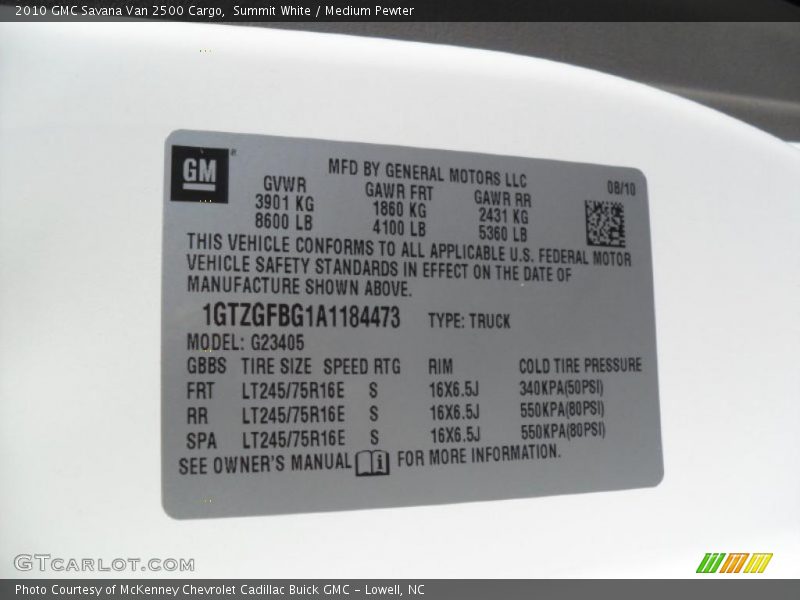 2010 GMC Savana Van 2500 Cargo, Summit White / Medium Pewter
GM®
MFD BY GENERAL MOTORS LLC
08/10
GVWR GAWR FRT GAWR RR
3901 KG 1860 KG 2431 KG
8600 LB 4100 LB 5360 LB
THIS VEHICLE CONFORMS TO ALL APPLICABLE U.S. FEDERAL MOTOR
VEHICLE SAFETY STANDARDS IN EFFECT ON THE DATE OF
MANUFACTURE SHOWN ABOVE.
1GTZGFBG1A1184473 TYPE: TRUCK
MODEL: G23405
GBBS TIRE SIZE SPEED RTG RIM COLD TIRE PRESSURE
FRT LT245/75R16E S 16X6.5J 340KPA(50PSI)
RR LT245/75R16E S 16X6.5J 550KPA(80PSI)
SPA LT245/75R16E S 16X6.5J 550KPA(80PSI)
SEE OWNER'S MANUAL FOR MORE INFORMATION.
GTCARLOT.COM
Photo Courtesy of McKenney Chevrolet Cadillac Buick GMC - Lowell, NC